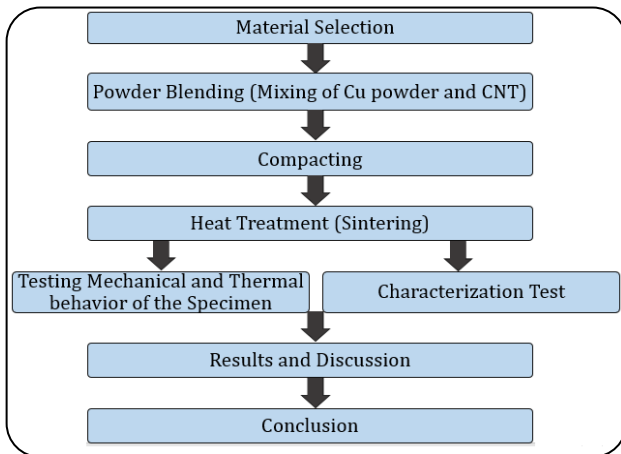 Material Selection
Powder Blending (Mixing of Cu powder and CNT)
Compacting
Heat Treatment (Sintering)
Testing Mechanical and Thermal
behavior of the Specimen
Characterization Test
Results and Discussion
Conclusion